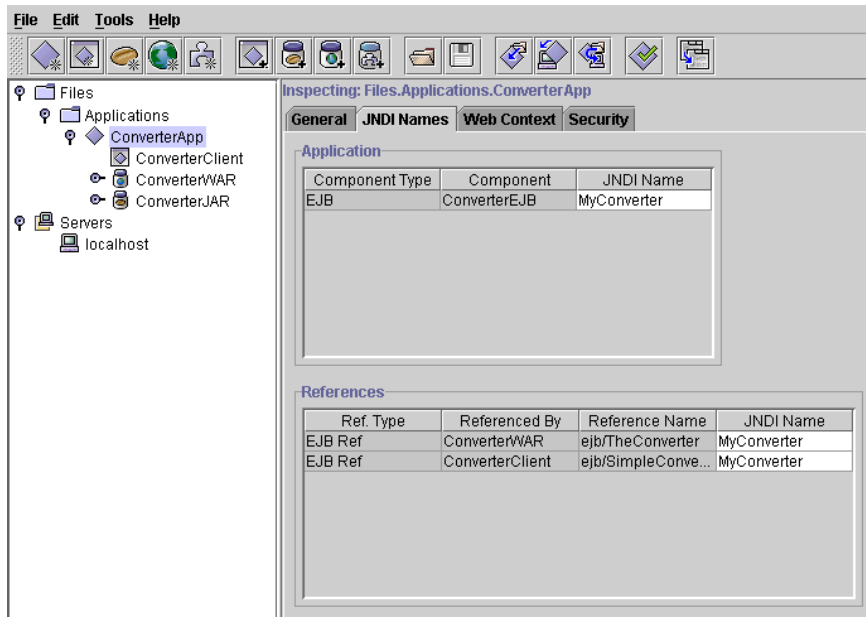 File Edit Tools Help
Files
Applications
ConverterApp
ConverterClient
ConverterWAR
ConverterJAR
Servers
localhost
Inspecting: Files.Applications.ConverterApp
General JNDI Names Web Context Security
Application
Component Type Component JNDI Name
EJB ConverterEJB MyConverter
References
Ref. Type Referenced By Reference Name JNDI Name
EJB Ref ConverterWAR ejb/TheConverter MyConverter
EJB Ref ConverterClient ejb/SimpleConve... MyConverter